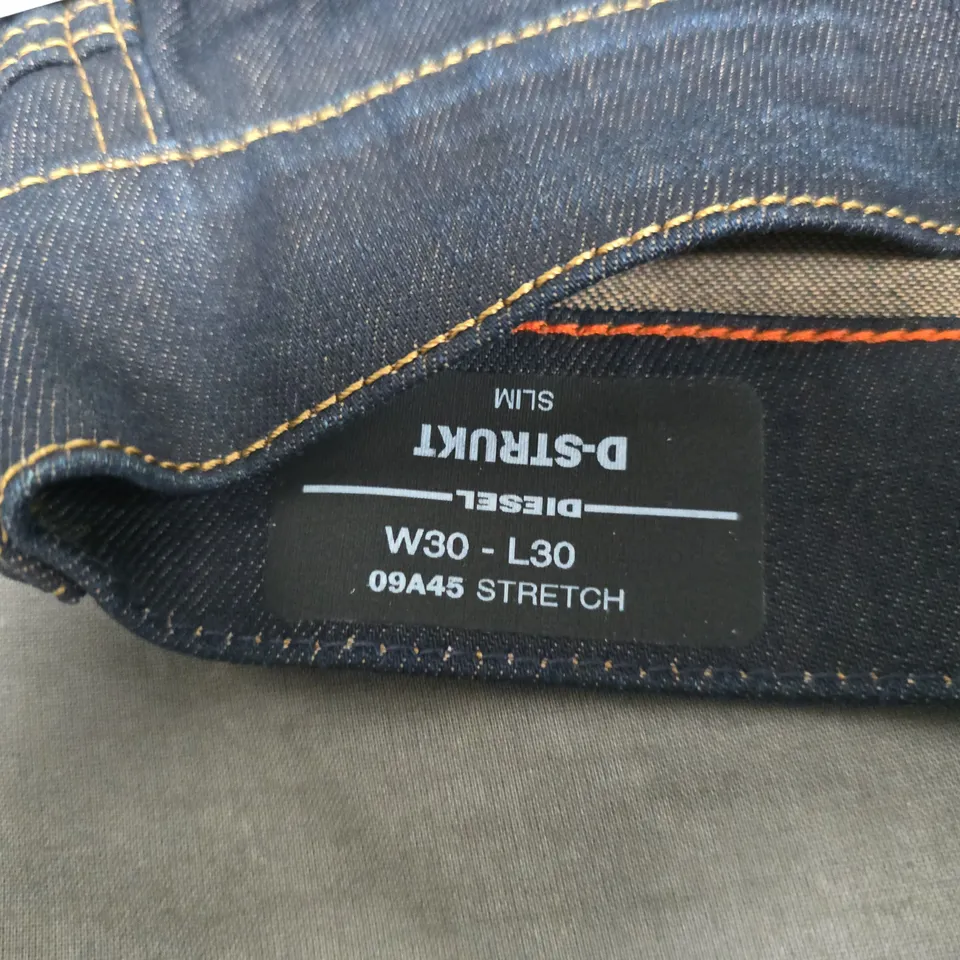 SLIM
D-STRUKT
DIESEL
W30 - L30
09A45 STRETCH